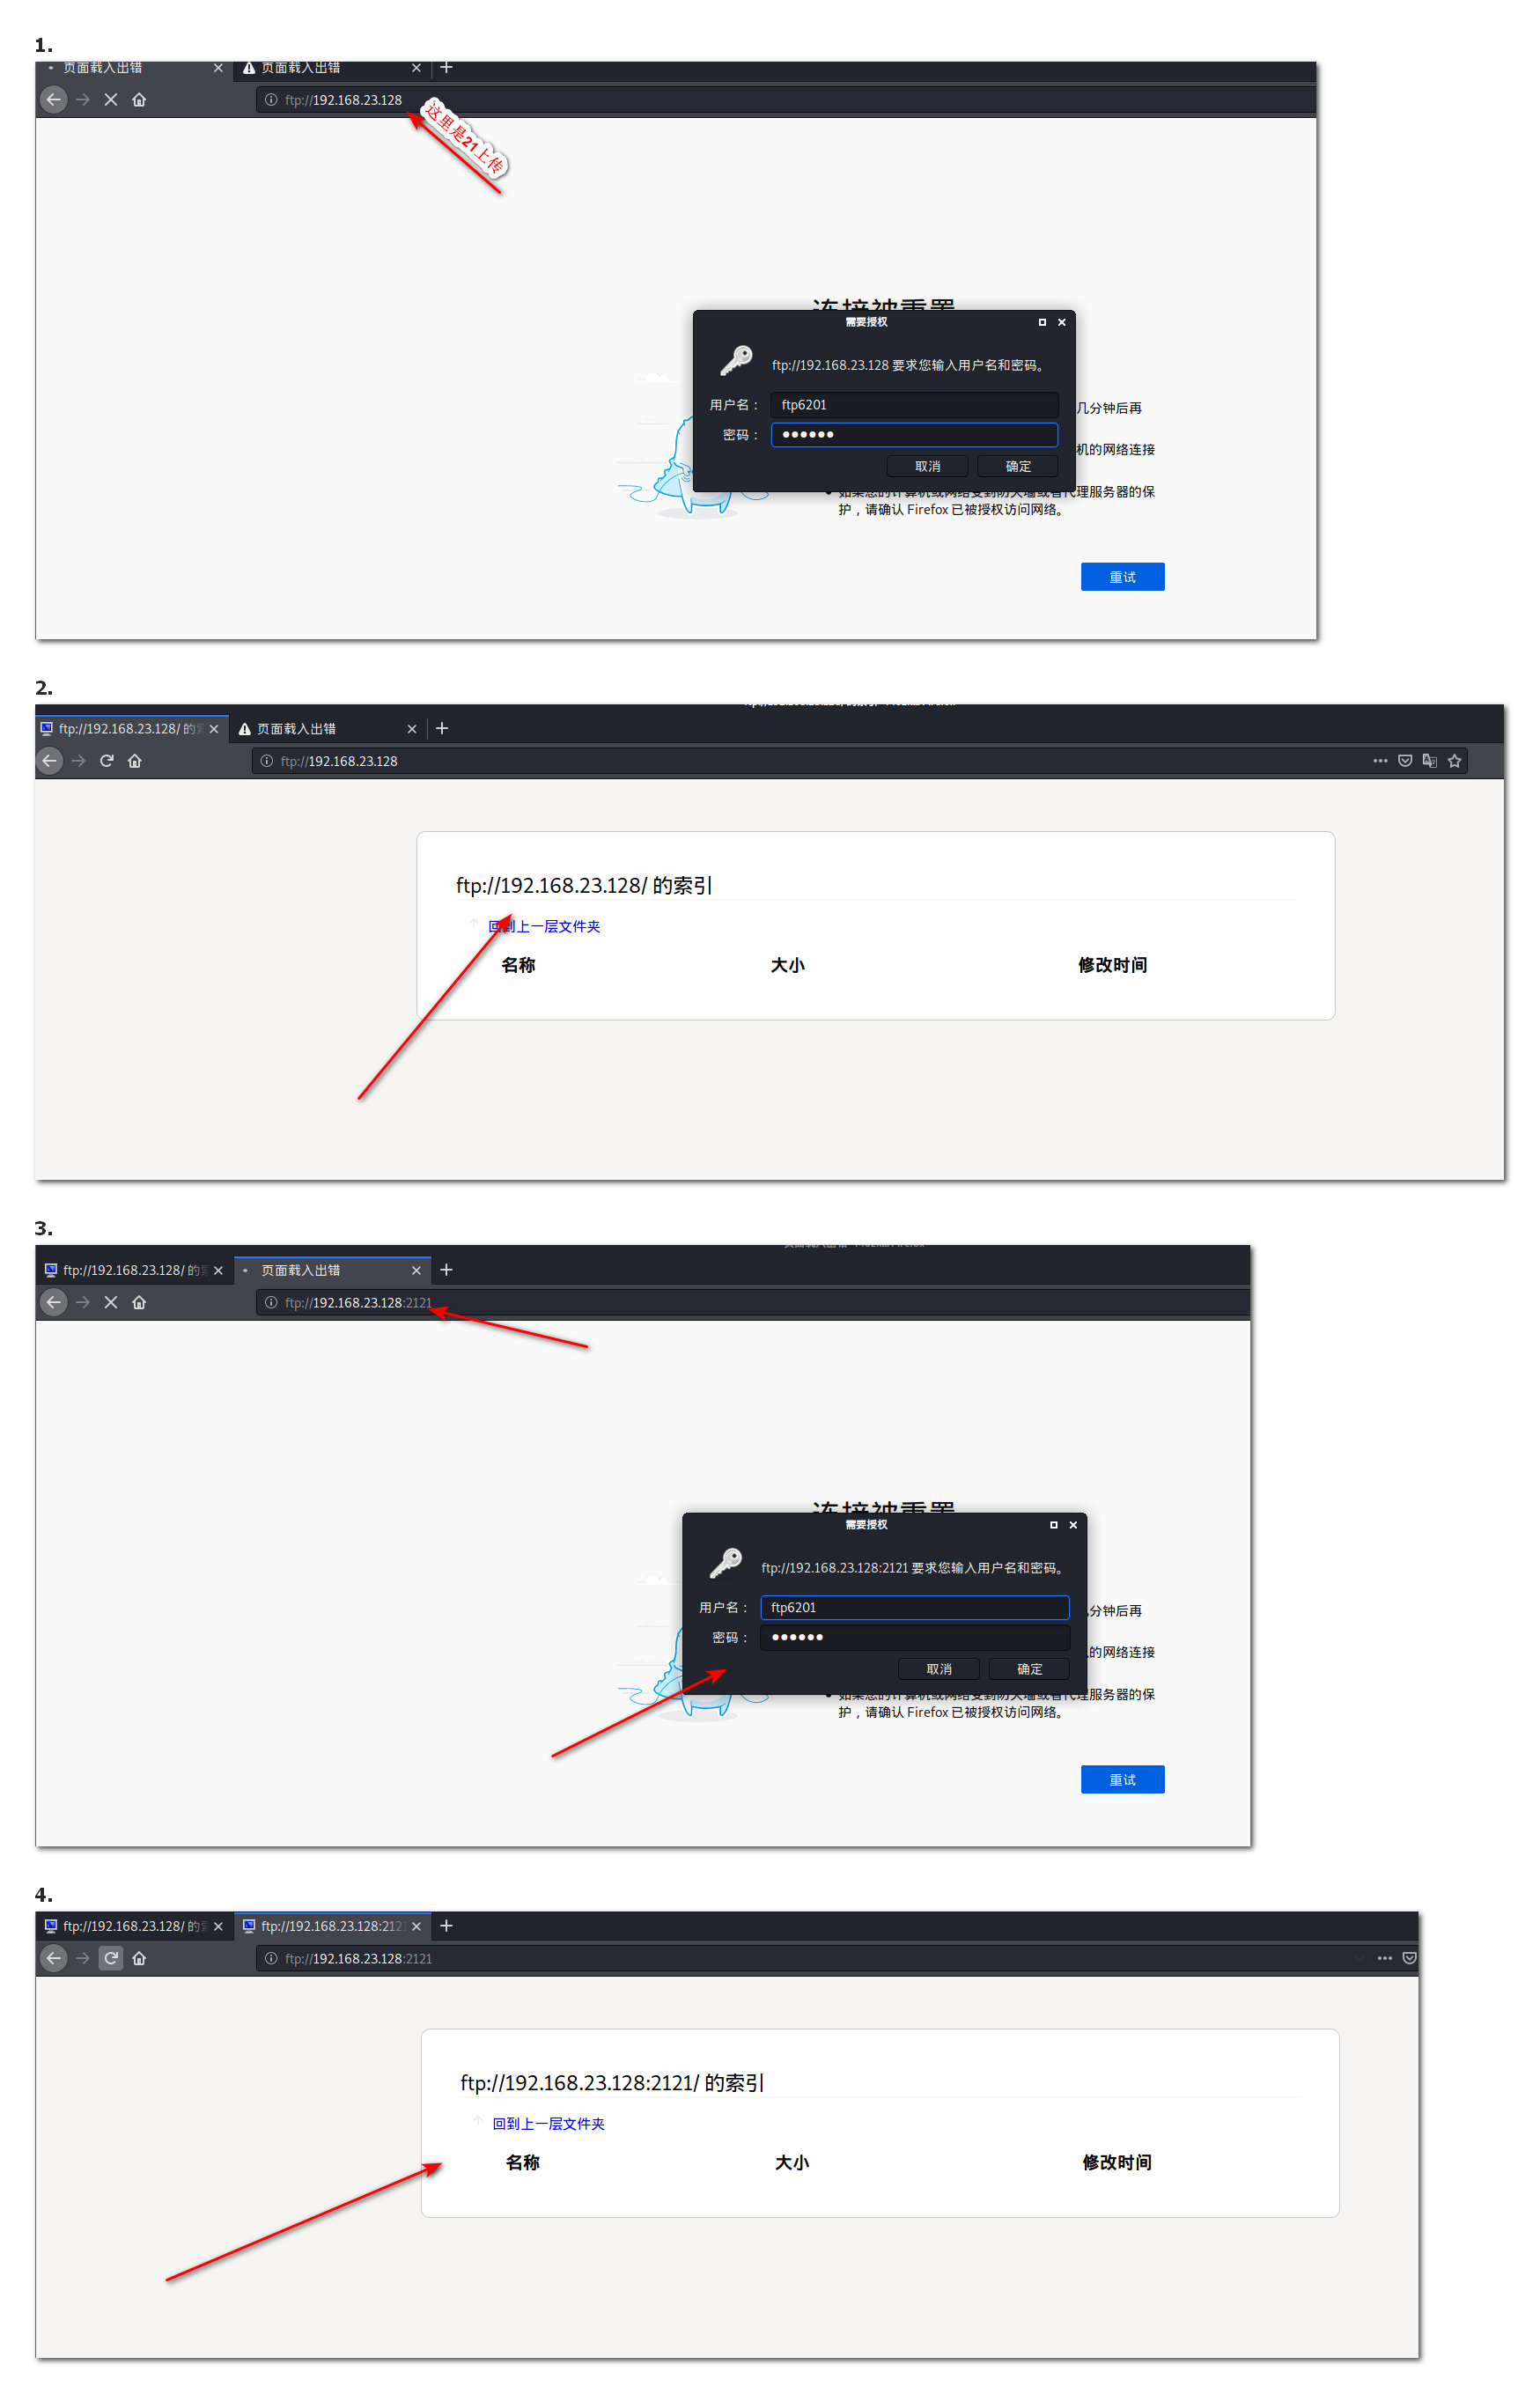 1.
页面载入出错
页面载入出错
ftp://192.168.23.128
这里是21上传
连接被重置
需要授权
ftp://192.168.23.128 要求您输入用户名和密码。
用户名：
ftp6201
几分钟后再
密码：
●●●●●●
机的网络连接
取消
确定
如果您的计算机或网络受到防火墙或者代理服务器的保
护，请确认 Firefox 已被授权访问网络。
重试
2.
ftp://192.168.23.128/ 的索
页面载入出错
ftp://192.168.23.128
ftp://192.168.23.128/ 的索引
回到上一层文件夹
名称 大小 修改时间
3.
ftp://192.168.23.128/ 的索
页面载入出错
ftp://192.168.23.128:2121
连接被重置
需要授权
ftp://192.168.23.128:2121 要求您输入用户名和密码。
用户名：
ftp6201
分钟后再
密码：
●●●●●●
的网络连接
取消
确定
如果您的计算机或网络受到防火墙或者代理服务器的保
护，请确认 Firefox 已被授权访问网络。
重试
4.
ftp://192.168.23.128/ 的索
ftp://192.168.23.128:2121
ftp://192.168.23.128:2121
ftp://192.168.23.128:2121/ 的索引
回到上一层文件夹
名称 大小 修改时间